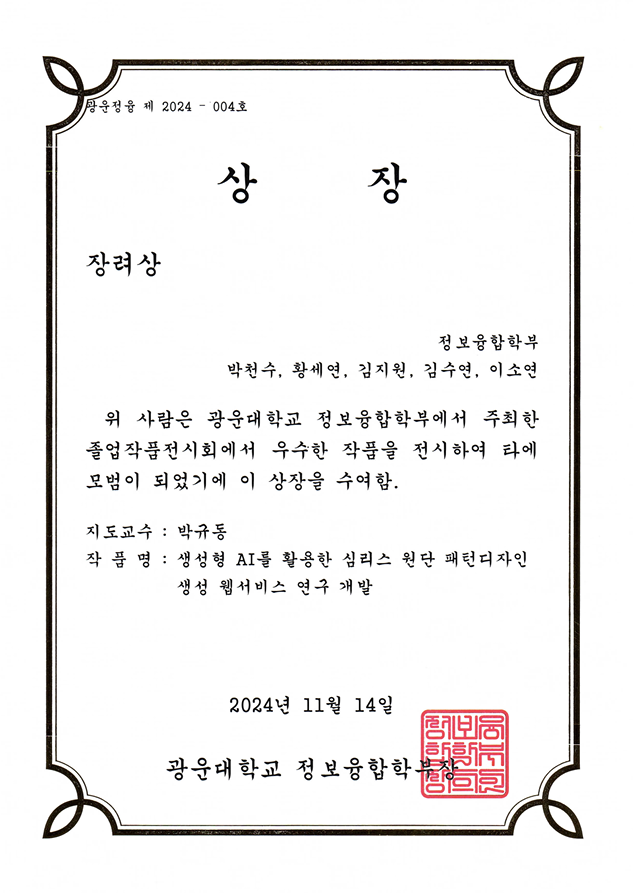 광운정융 제 2024 - 004호
상 장
장려상
정보융합학부
박천수, 황세연, 김지원, 김수연, 이소연
위 사람은 광운대학교 정보융합학부에서 주최한
졸업작품전시회에서 우수한 작품을 전시하여 타에
모범이 되었기에 이 상장을 수여함.
지도교수 : 박규동
작 품 명 : 생성형 AI를 활용한 심리스 원단 패턴디자인
생성 웹서비스 연구 개발
2024년 11월 14일
광운대학교 정보융합학부장